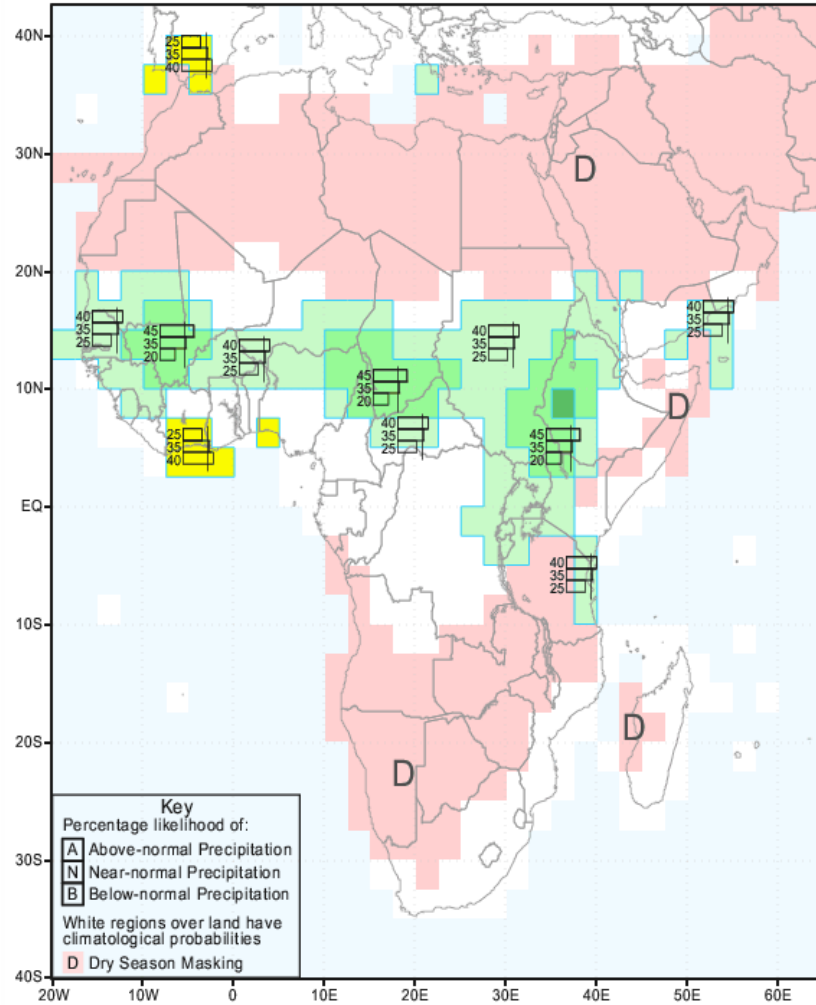 40N
25
35
40
30N
D
20N
40
35
25
45
35
20
40
35
25
40
35
25
40
35
25
10N
45
35
20
D
25
35
40
40
35
25
45
35
20
EQ
40
35
25
10S
20S
D
D
Key
Percentage likelihood of:
A Above-normal Precipitation
N Near-normal Precipitation
B Below-normal Precipitation
White regions over land have
climatological probabilities
D Dry Season Masking
30S
40S
20W 10W 0 10E 20E 30E 40E 50E 60E